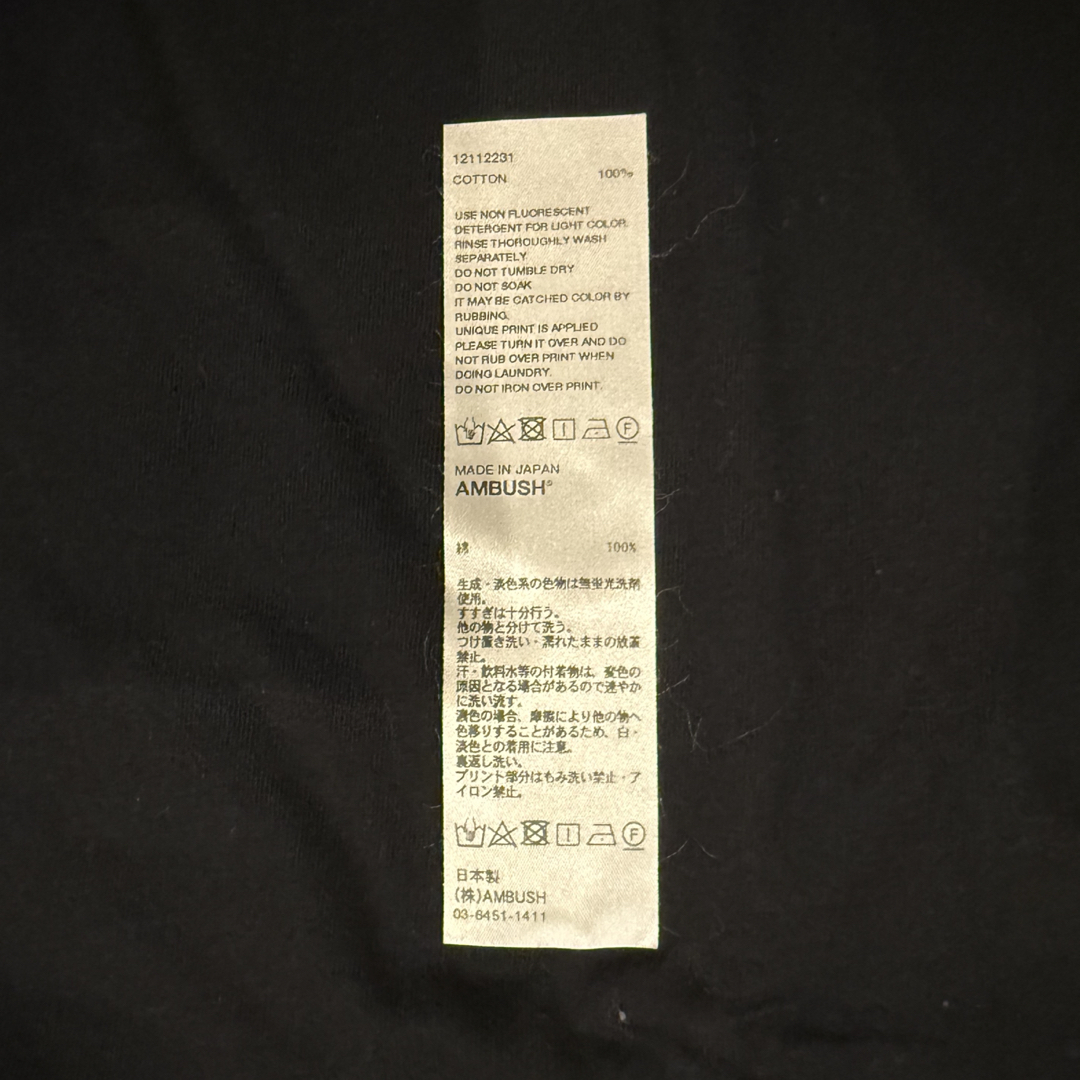 12112231
COTTON 100%
USE NON FLUORESCENT
DETERGENT FOR LIGHT COLOR.
RINSE THOROUGHLY WASH
SEPARATELY
DO NOT TUMBLE DRY
DO NOT SOAK
IT MAY BE CATCHED COLOR BY
RUBBING.
UNIQUE PRINT IS APPLIED
PLEASE TURN IT OVER AND DO
NOT RUB OVER PRINT WHEN
DOING LAUNDRY.
DO NOT IRON OVER PRINT.
F
MADE IN JAPAN
AMBUSH®
綿 100%
生成・淡色系の色物は無蛍光洗剤
使用。
すすぎは十分行う。
他の物と分けて洗う。
つけ置き洗い・濡れたままの放置
禁止。
汗・飲料水等の付着物は、変色の
原因となる場合があるので速やか
に洗い流す。
濃色の場合、摩擦により他の物へ
色移りすることがあるため、白・
淡色との着用に注意。
裏返し洗い。
プリント部分はもみ洗い禁止・ア
イロン禁止。
F
日本製
(株)AMBUSH
03-6451-1411